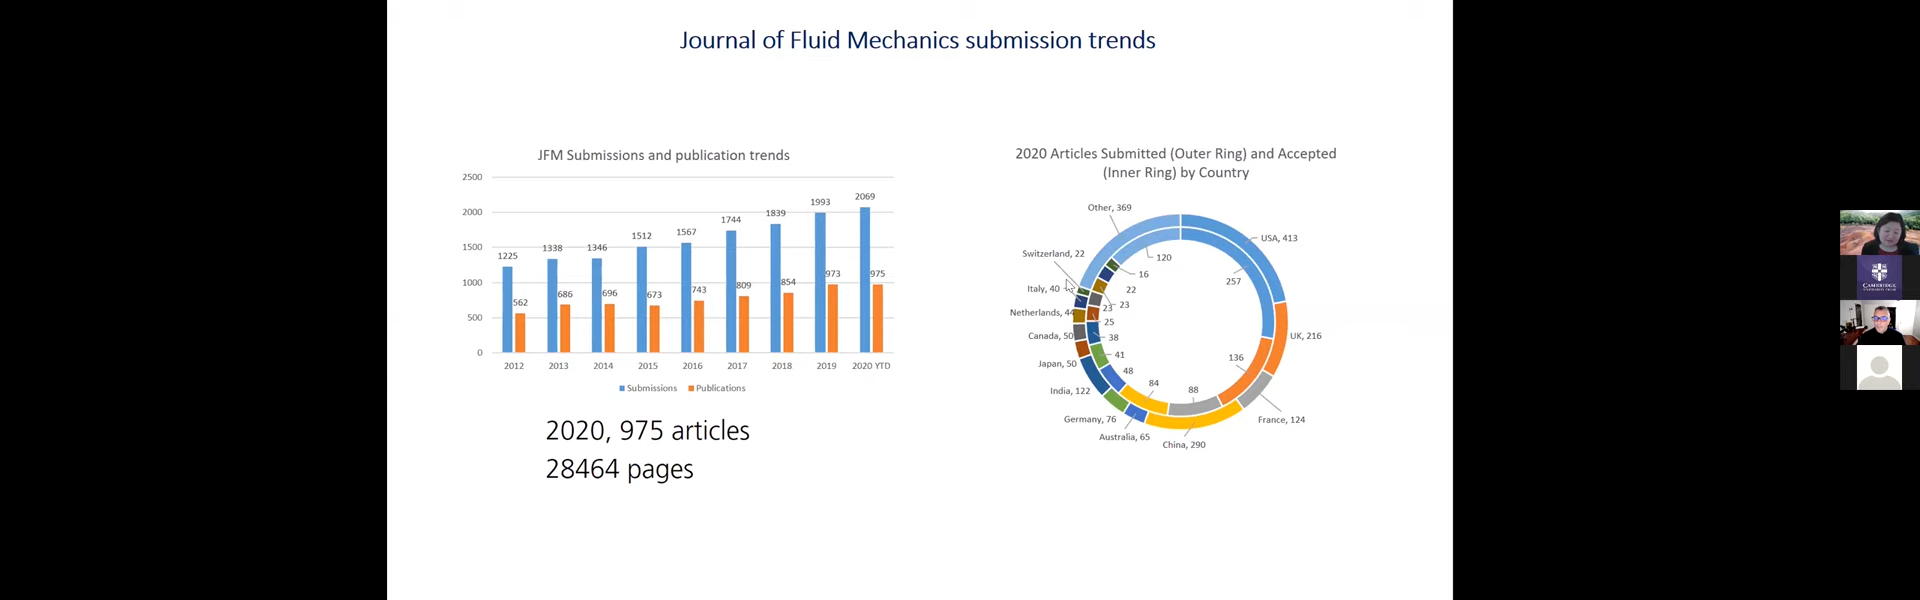 Journal of Fluid Mechanics submission trends
JFM Submissions and publication trends
2500
2000
1500
1000
500
0
1225
562
1338
686
1346
696
1512
673
1567
743
1744
809
1839
854
1993
973
2069
975
2012
2013
2014
2015
2016
2017
2018
2019
2020 YTD
Submissions
Publications
2020, 975 articles
28464 pages
2020 Articles Submitted (Outer Ring) and Accepted
(Inner Ring) by Country
Other, 369
USA, 413
Switzerland, 22
Italy, 40
Netherlands, 44
Canada, 50
Japan, 50
India, 122
Germany, 76
Australia, 65
China, 290
France, 124
UK, 216
120
257
16
22
23
23
25
38
41
48
84
88
136
CAMBRIDGE